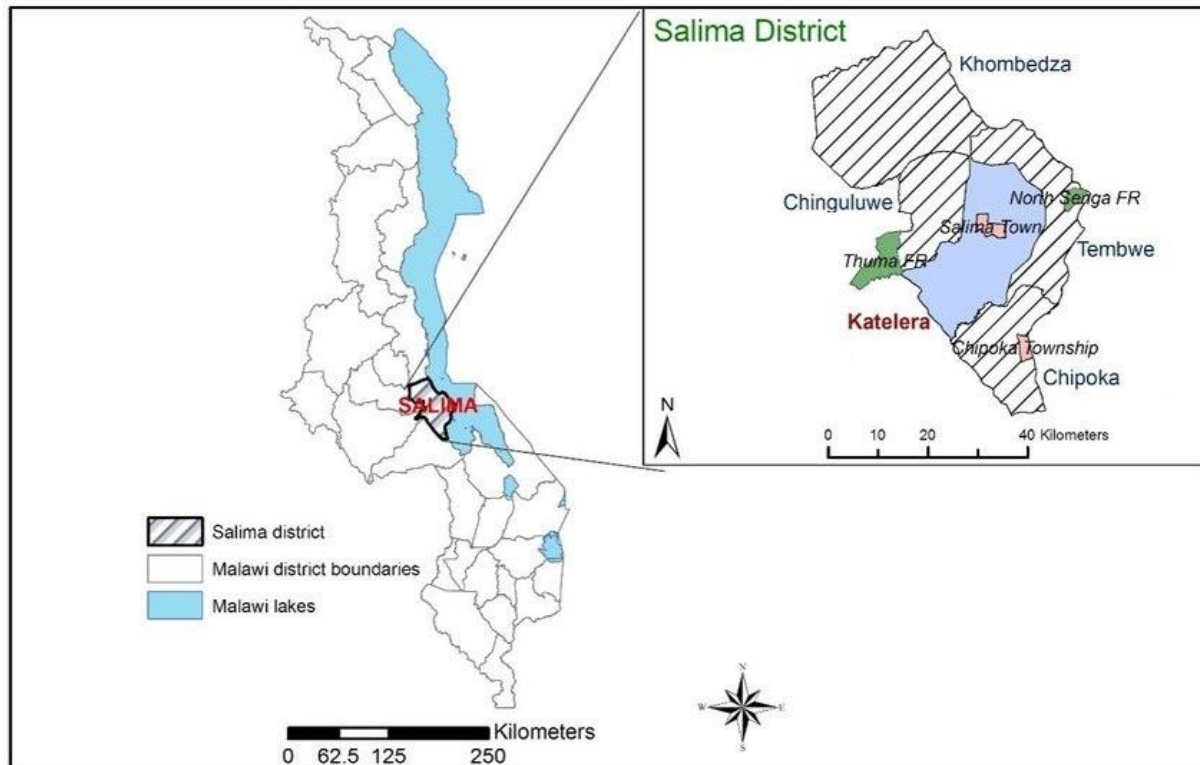 Salima District
Khombedza
Chinguluwe
North Senga FR
Salima Town
Tembwe
Thuma FR
Katelera
Chipoka Township
Chipoka
N
0 10 20 40 Kilometers
SALIMA
Salima district
Malawi district boundaries
Malawi lakes
Kilometers
0 62.5 125 250
N
W E
S